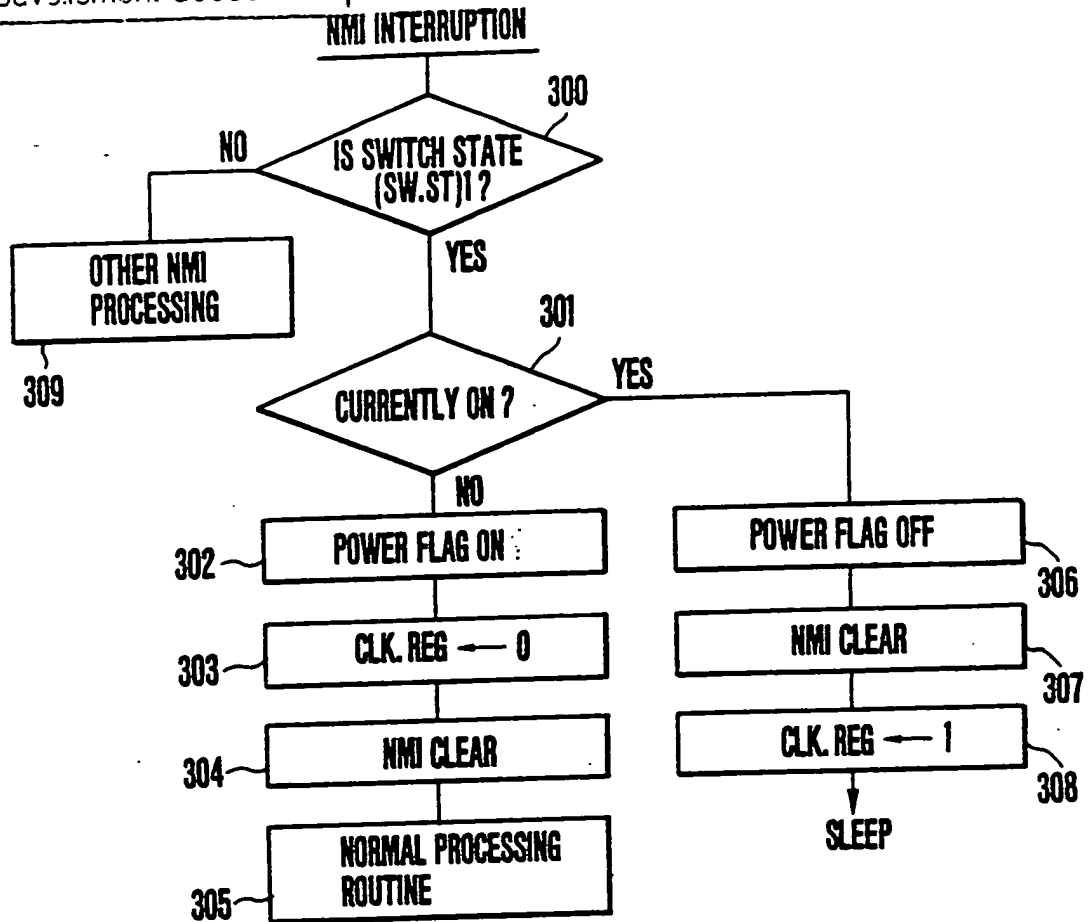 NMI INTERRUPTION
300
IS SWITCH STATE
(SW.ST)1?
NO
YES
OTHER NMI
PROCESSING
309
301
CURRENTLY ON ?
YES
NO
302
POWER FLAG ON
POWER FLAG OFF
306
303
CLK. REG ← 0
NMI CLEAR
307
304
NMI CLEAR
CLK. REG ← 1
308
SLEEP
305
NORMAL PROCESSING
ROUTINE